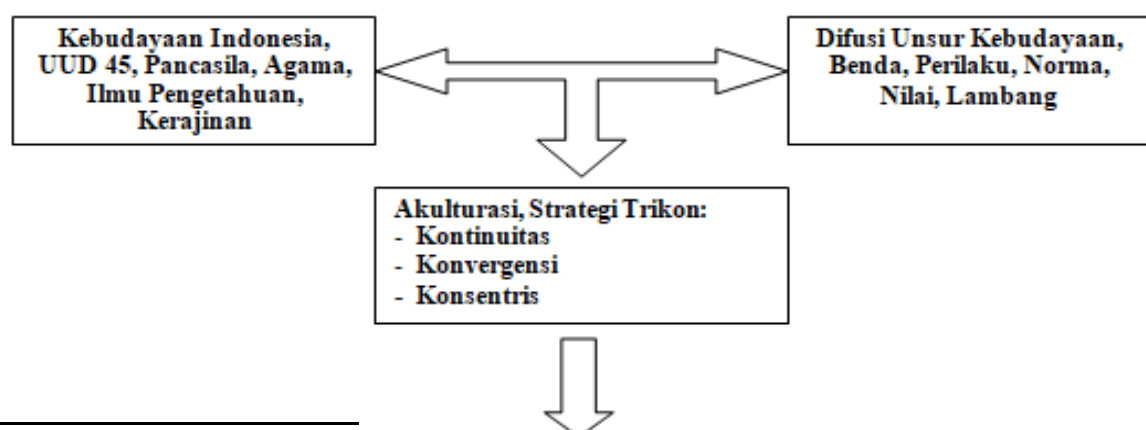 Kebudayaan Indonesia,
UUD 45, Pancasila, Agama,
Ilmu Pengetahuan,
Kerajinan
Difusi Unsur Kebudayaan,
Benda, Perilaku, Norma,
Nilai, Lambang
Akulturasi, Strategi Trikon:
- Kontinuitas
- Konvergensi
- Konsentris